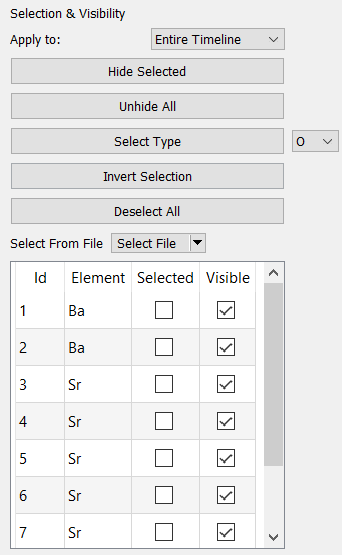 Selection & Visibility
Apply to: Entire Timeline
Hide Selected
Unhide All
Select Type O
Invert Selection
Deselect All
Select From File Select File
Id Element Selected Visible
1 Ba
2 Ba
3 Sr
4 Sr
5 Sr
6 Sr
7 Sr